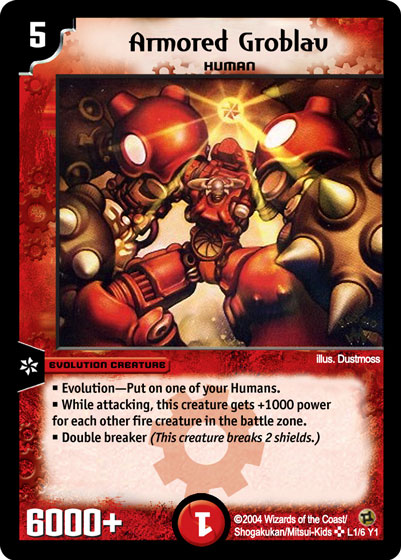 5
Armored Groblav
HUMAN
illus. Dustmoss
EVOLUTION CREATURE
▪ Evolution—Put on one of your Humans.
▪ While attacking, this creature gets +1000 power
for each other fire creature in the battle zone.
▪ Double breaker (This creature breaks 2 shields.)
6000+
1
©2004 Wizards of the Coast/
Shogakukan/Mitsui-Kids L1/6 Y1